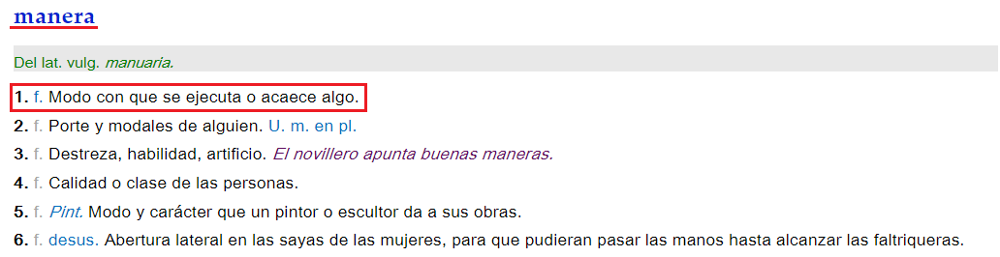 manera
Del lat. vulg. manuaria.
1. f. Modo con que se ejecuta o acaece algo.
2. f. Porte y modales de alguien. U. m. en pl.
3. f. Destreza, habilidad, artificio. El novillero apunta buenas maneras.
4. f. Calidad o clase de las personas.
5. f. Pint. Modo y carácter que un pintor o escultor da a sus obras.
6. f. desus. Abertura lateral en las sayas de las mujeres, para que pudieran pasar las manos hasta alcanzar las faltriqueras.